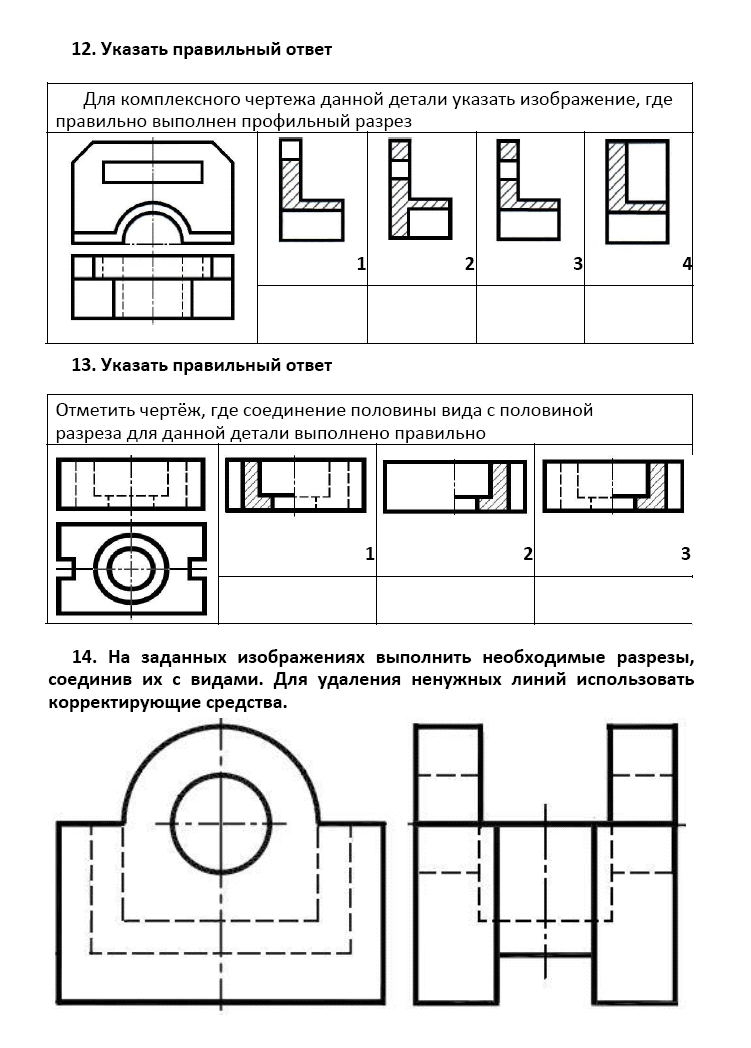 12. Указать правильный ответ
Для комплексного чертежа данной детали указать изображение, где
правильно выполнен профильный разрез
1 2 3 4
13. Указать правильный ответ
Отметить чертёж, где соединение половины вида с половиной
разреза для данной детали выполнено правильно
1 2 3
14. На заданных изображениях выполнить необходимые разрезы,
соединив их с видами. Для удаления ненужных линий использовать
корректирующие средства.